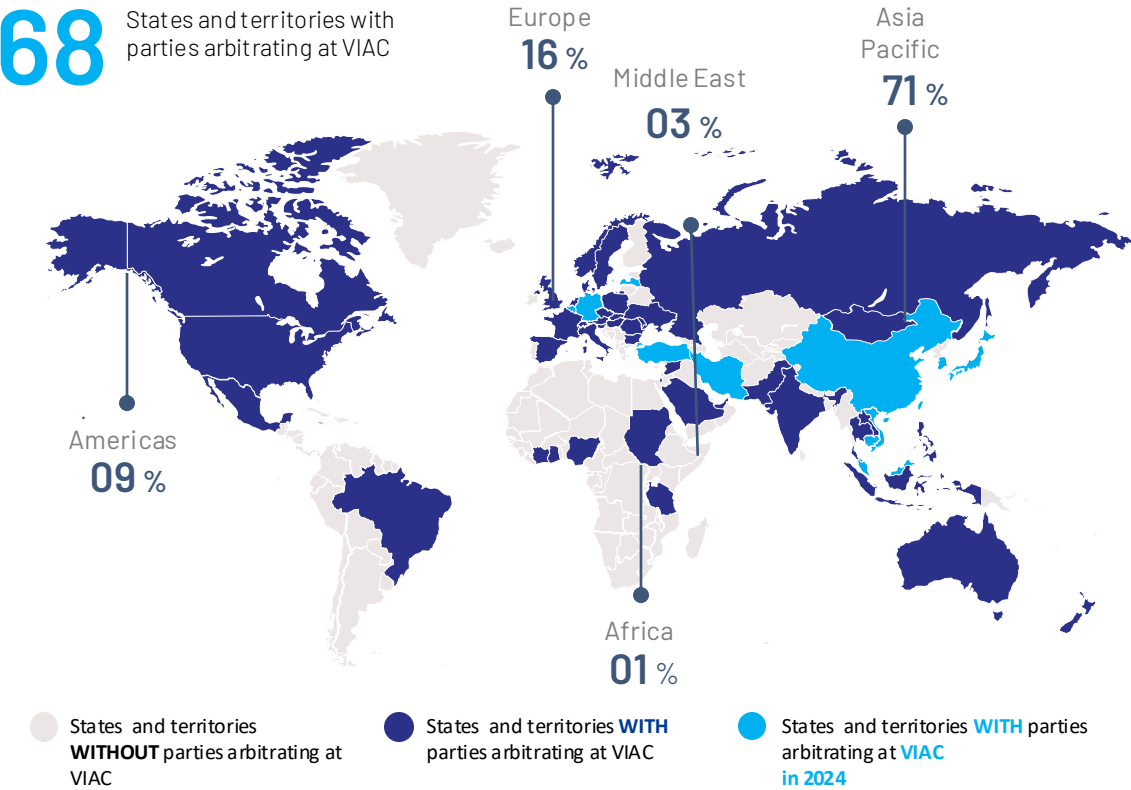 68
States and territories with
parties arbitrating at VIAC
Europe
16 %
Middle East
03 %
Asia
Pacific
71 %
Americas
09 %
Africa
01 %
States and territories
WITHOUT parties arbitrating at
VIAC
States and territories WITH
parties arbitrating at VIAC
States and territories WITH parties
arbitrating at VIAC
in 2024